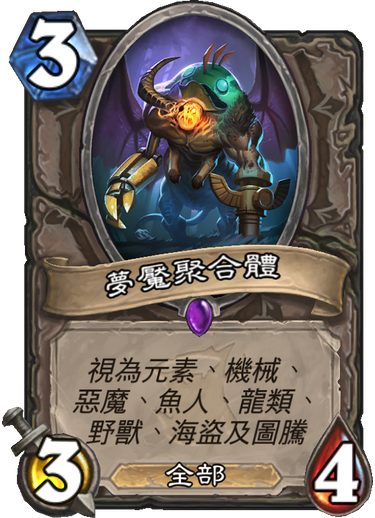 3
夢魘聚合體
視為元素、機械、
惡魔、魚人、龍類、
野獸、海盜及圖騰
3
全部
4